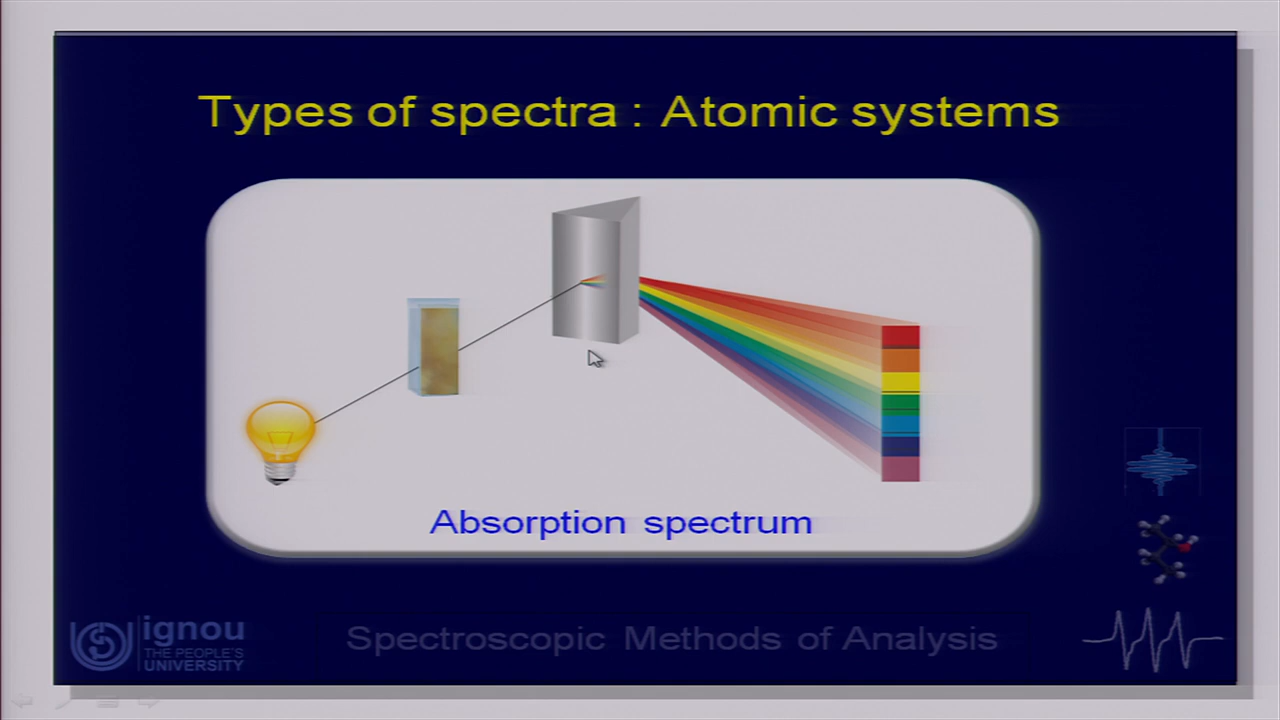 Types of spectra : Atomic systems
Absorption spectrum
ignou
THE PEOPLE'S
UNIVERSITY
Spectroscopic Methods of Analysis